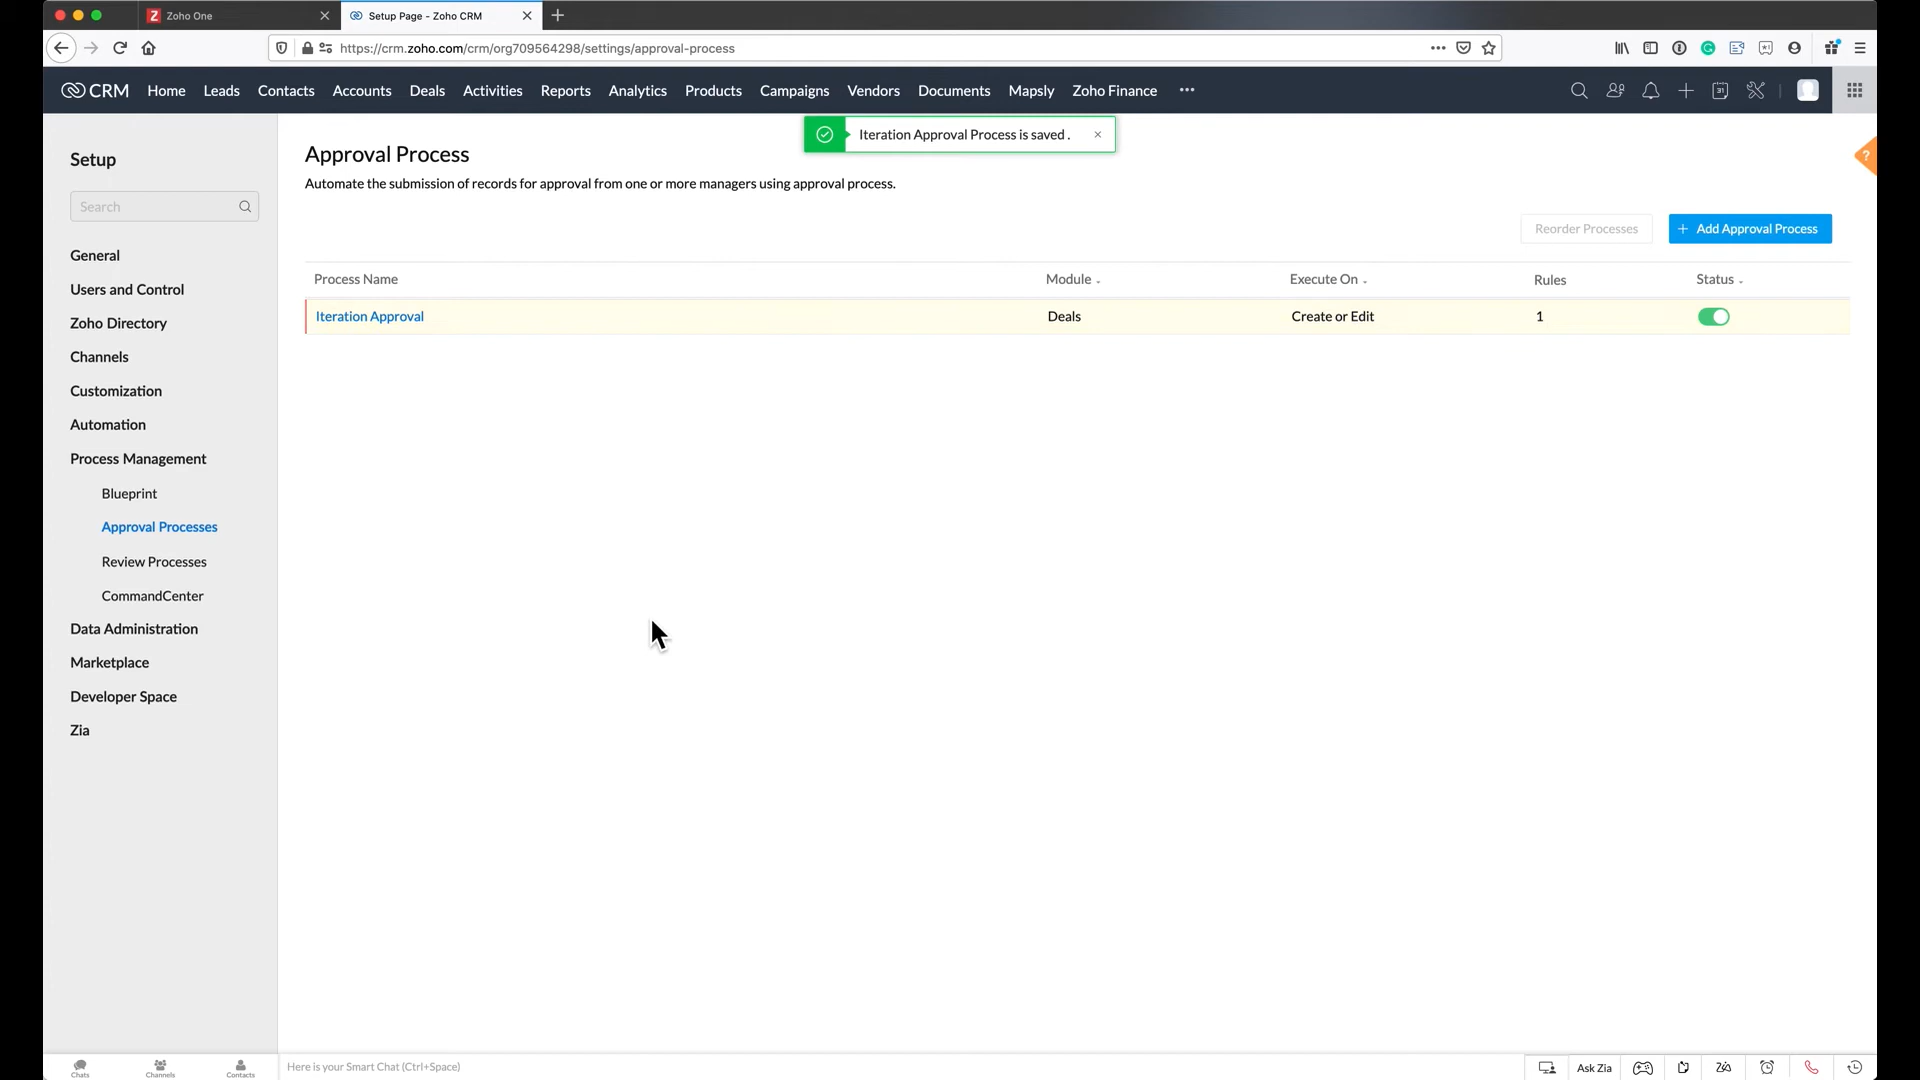 Zoho One
Setup Page - Zoho CRM
https://crm.zoho.com/crm/org709564298/settings/approval-process
CRM Home Leads Contacts Accounts Deals Activities Reports Analytics Products Campaigns Vendors Documents Mapsly Zoho Finance
31
Iteration Approval Process is saved .
?
Setup
Search
General
Users and Control
Zoho Directory
Channels
Customization
Automation
Process Management
Blueprint
Approval Processes
Review Processes
CommandCenter
Data Administration
Marketplace
Developer Space
Zia
Approval Process
Automate the submission of records for approval from one or more managers using approval process.
Reorder Processes
+ Add Approval Process
Process Name Module Execute On Rules Status
Iteration Approval Deals Create or Edit 1
Chats Channels Contacts
Here is your Smart Chat (Ctrl+Space)
Ask Zia